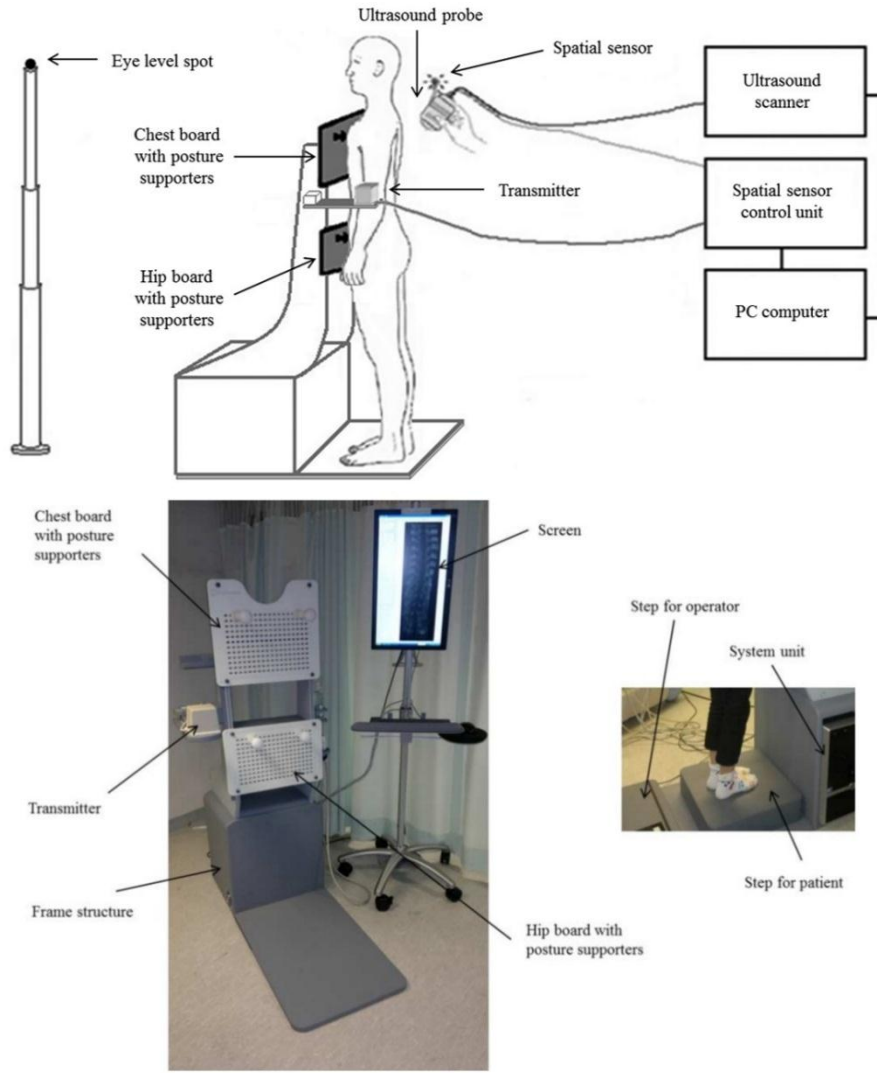 Ultrasound probe
Eye level spot
Spatial sensor
Ultrasound
scanner
Chest board
with posture
supporters
Transmitter
Spatial sensor
control unit
Hip board
with posture
supporters
PC computer
Chest board
with posture
supporters
Screen
Step for operator
System unit
Transmitter
Step for patient
Frame structure
Hip board with
posture supporters